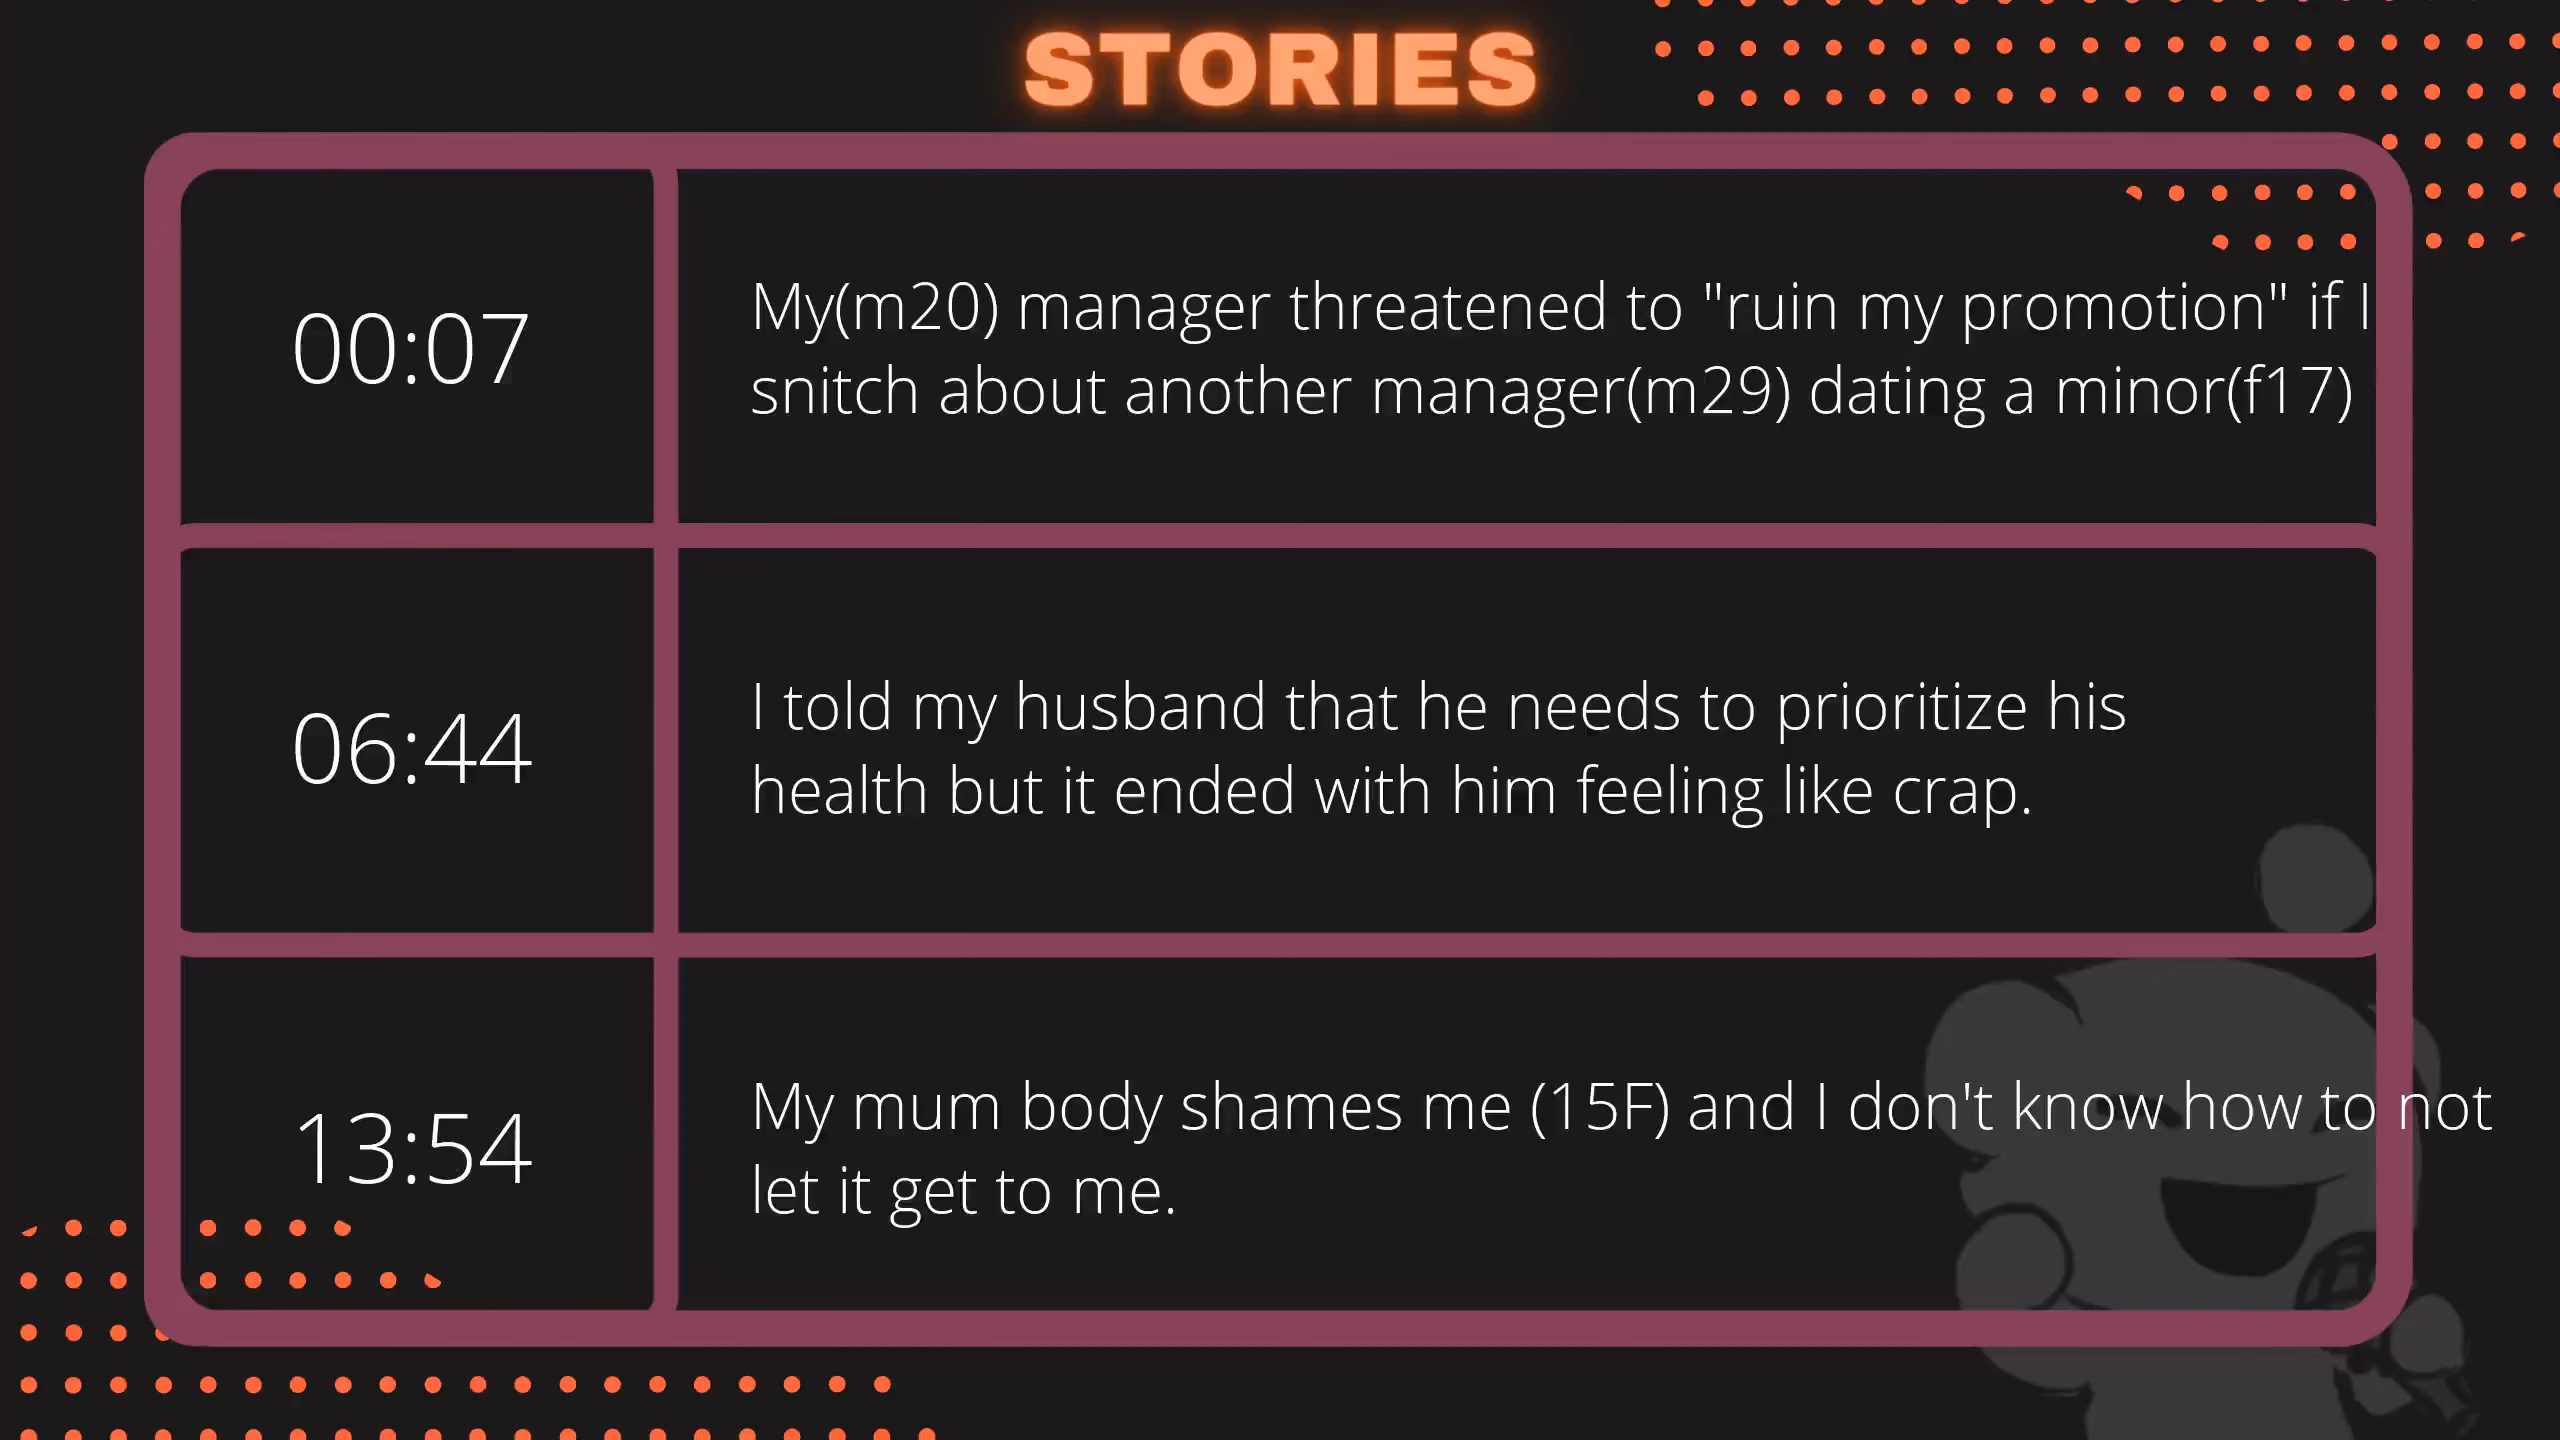 STORIES
00:07
My(m20) manager threatened to "ruin my promotion" if I
snitch about another manager(m29) dating a minor(f17)
06:44
I told my husband that he needs to prioritize his
health but it ended with him feeling like crap.
13:54
My mum body shames me (15F) and I don't know how to not
let it get to me.